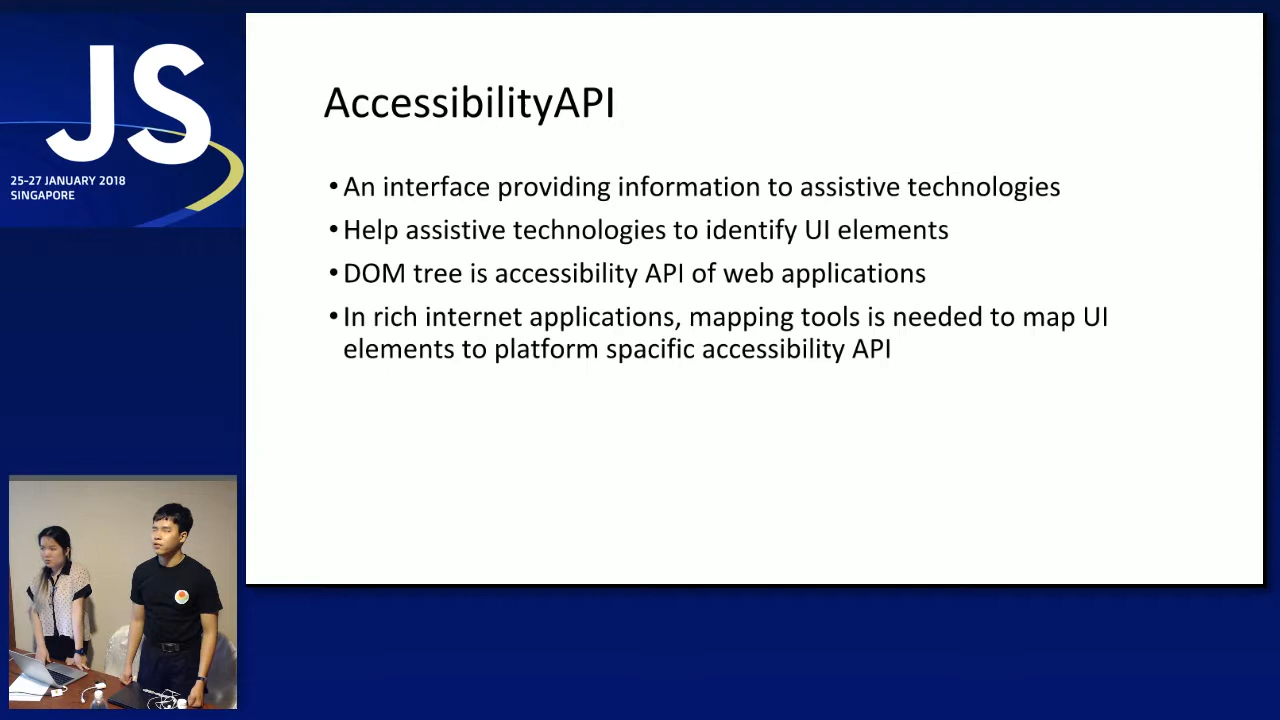 JS
25-27 JANUARY 2018
SINGAPORE
AccessibilityAPI
• An interface providing information to assistive technologies
• Help assistive technologies to identify UI elements
• DOM tree is accessibility API of web applications
• In rich internet applications, mapping tools is needed to map UI
elements to platform spacific accessibility API